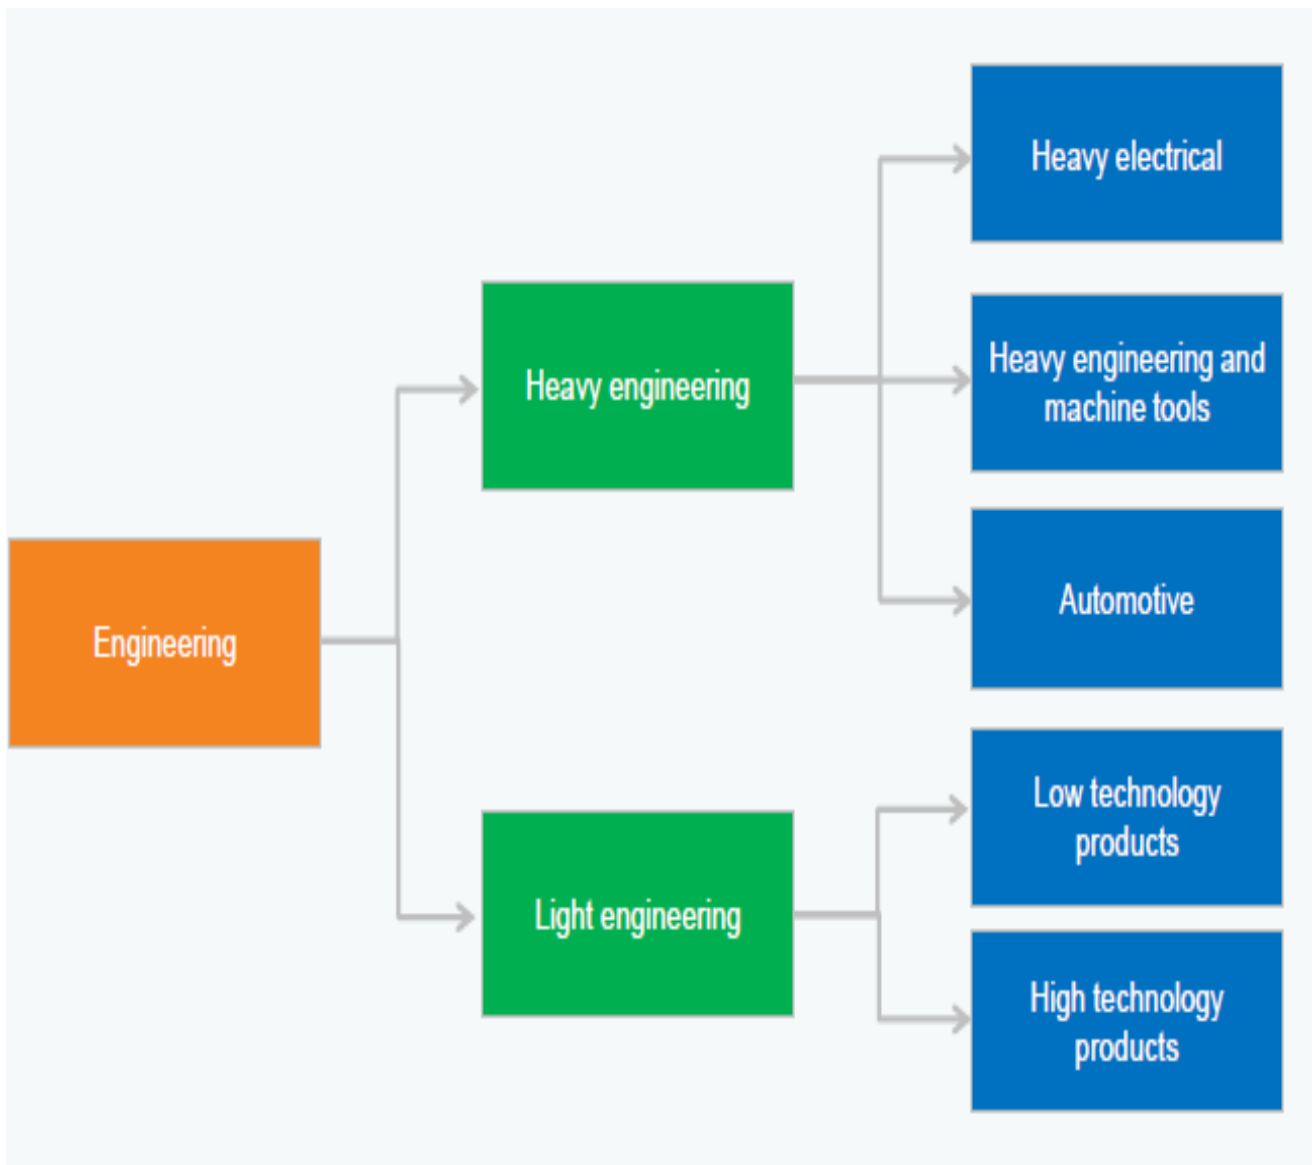 Heavy electrical
Heavy engineering and
machine tools
Heavy engineering
Automotive
Engineering
Low technology
products
Light engineering
High technology
products